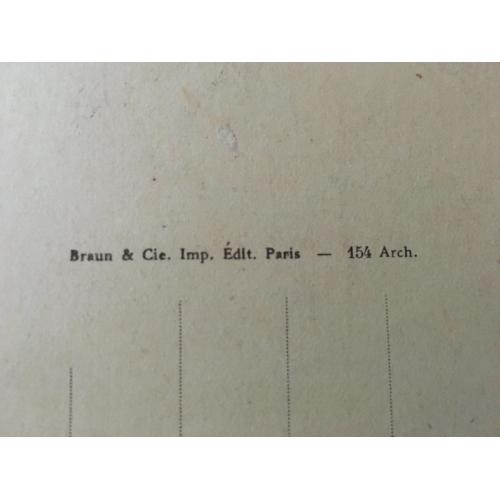 Braun & Cie. Imp. Édit. Paris — 154 Arch.